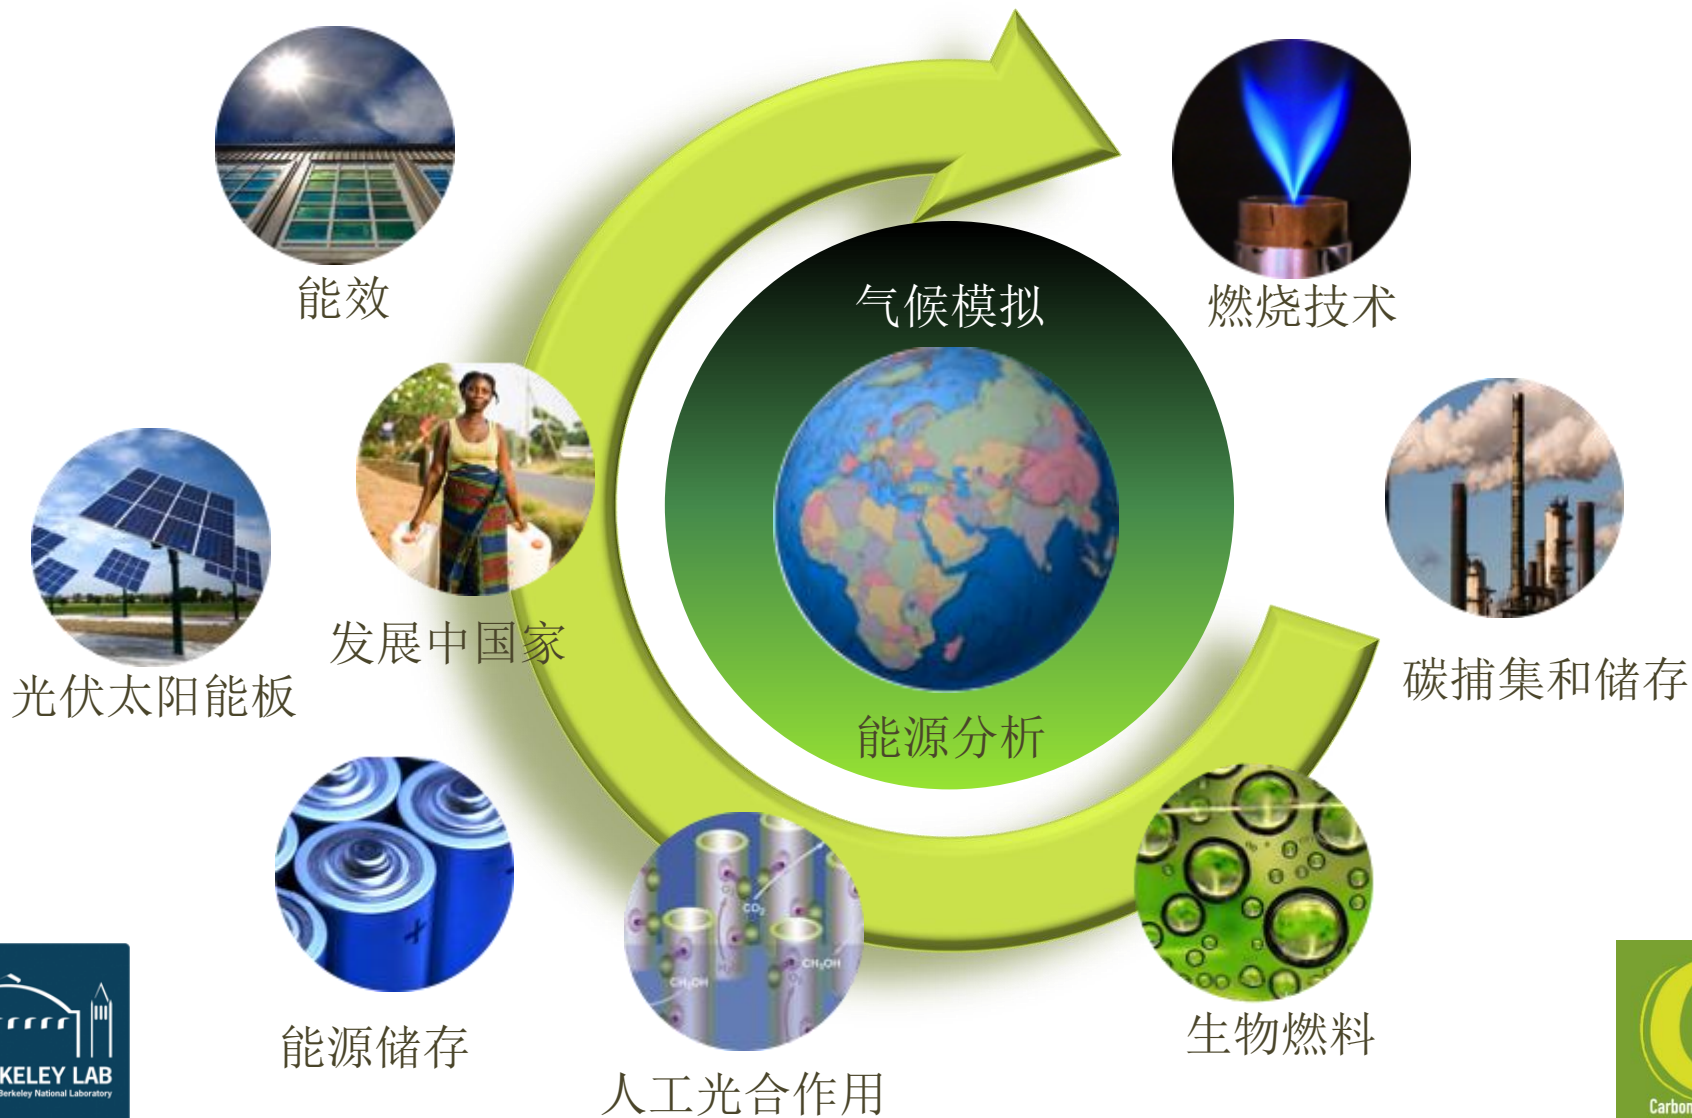 能效
气候模拟
燃烧技术
发展中国家
光伏太阳能板
碳捕集和储存
能源分析
能源储存
人工光合作用
生物燃料
CO₂
CH₃OH
CH₃OH
KELEY LAB
Berkeley National Laboratory
Carbon